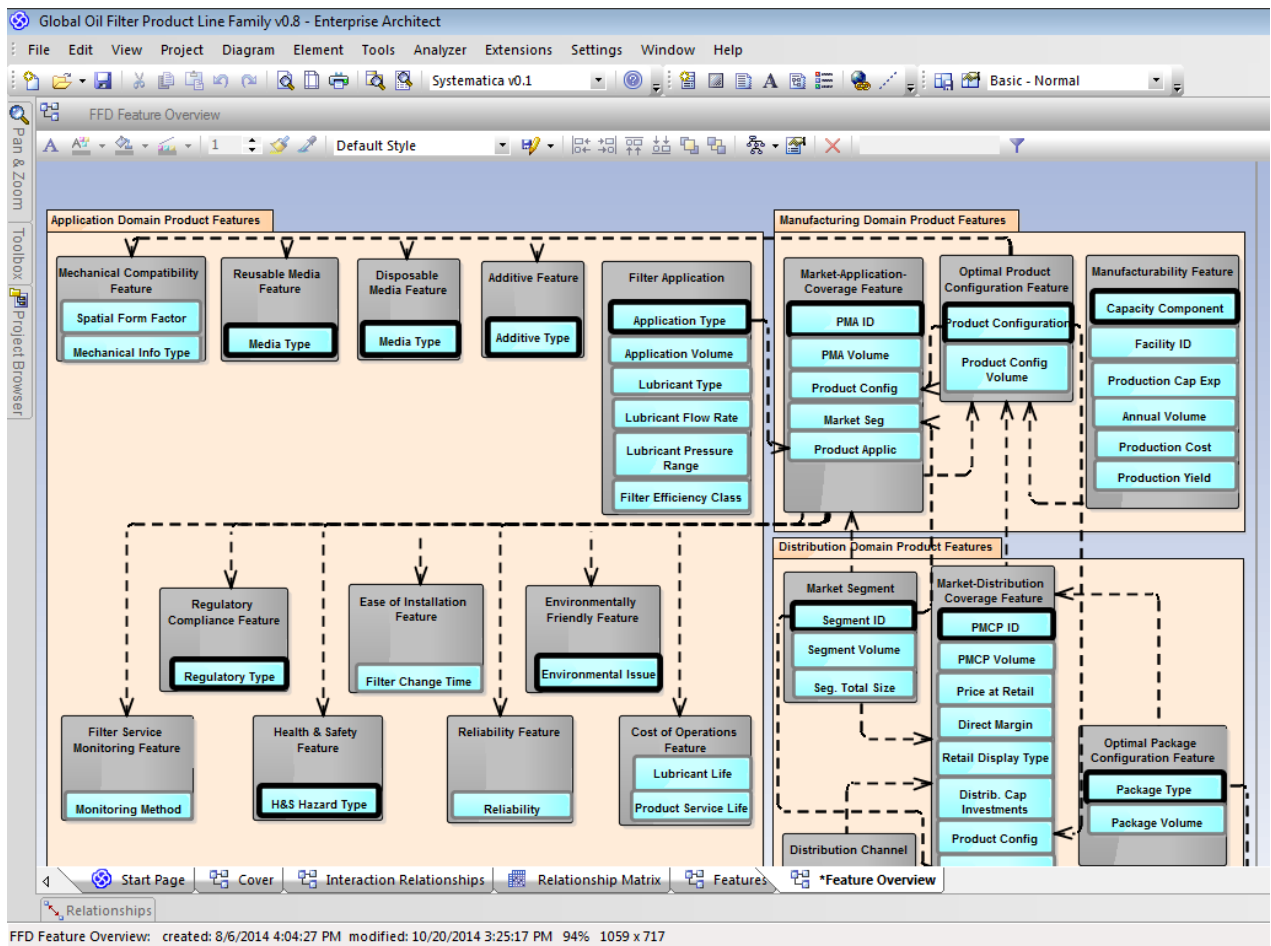 Global Oil Filter Product Line Family v0.8 - Enterprise Architect
File Edit View Project Diagram Element Tools Analyzer Extensions Settings Window Help
Systematica v0.1
A
Basic - Normal
FFD Feature Overview
A
1
Default Style
Pan & Zoom
Toolbox
Project Browser
Application Domain Product Features
Mechanical Compatibility
Feature
Spatial Form Factor
Mechanical Info Type
Reusable Media
Feature
Media Type
Disposable
Media Feature
Media Type
Additive Feature
Additive Type
Filter Application
Application Type
Application Volume
Lubricant Type
Lubricant Flow Rate
Lubricant Pressure
Range
Filter Efficiency Class
Regulatory
Compliance Feature
Regulatory Type
Ease of Installation
Feature
Filter Change Time
Environmentally
Friendly Feature
Environmental Issue
Filter Service
Monitoring Feature
Monitoring Method
Health & Safety
Feature
H&S Hazard Type
Reliability Feature
Reliability
Cost of Operations
Feature
Lubricant Life
Product Service Life
Manufacturing Domain Product Features
Market-Application-
Coverage Feature
PMA ID
PMA Volume
Product Config
Market Seg
Product Applic
Optimal Product
Configuration Feature
Product Configuration
Product Config
Volume
Manufacturability Feature
Capacity Component
Facility ID
Production Cap Exp
Annual Volume
Production Cost
Production Yield
Distribution Domain Product Features
Market Segment
Segment ID
Segment Volume
Seg. Total Size
Market-Distribution
Coverage Feature
PMCP ID
PMCP Volume
Price at Retail
Direct Margin
Retail Display Type
Distrib. Cap
Investments
Product Config
Optimal Package
Configuration Feature
Package Type
Package Volume
Distribution Channel
Start Page
Cover
Interaction Relationships
Relationship Matrix
Features
*Feature Overview
Relationships
FFD Feature Overview: created: 8/6/2014 4:04:27 PM modified: 10/20/2014 3:25:17 PM 94% 1059 x 717